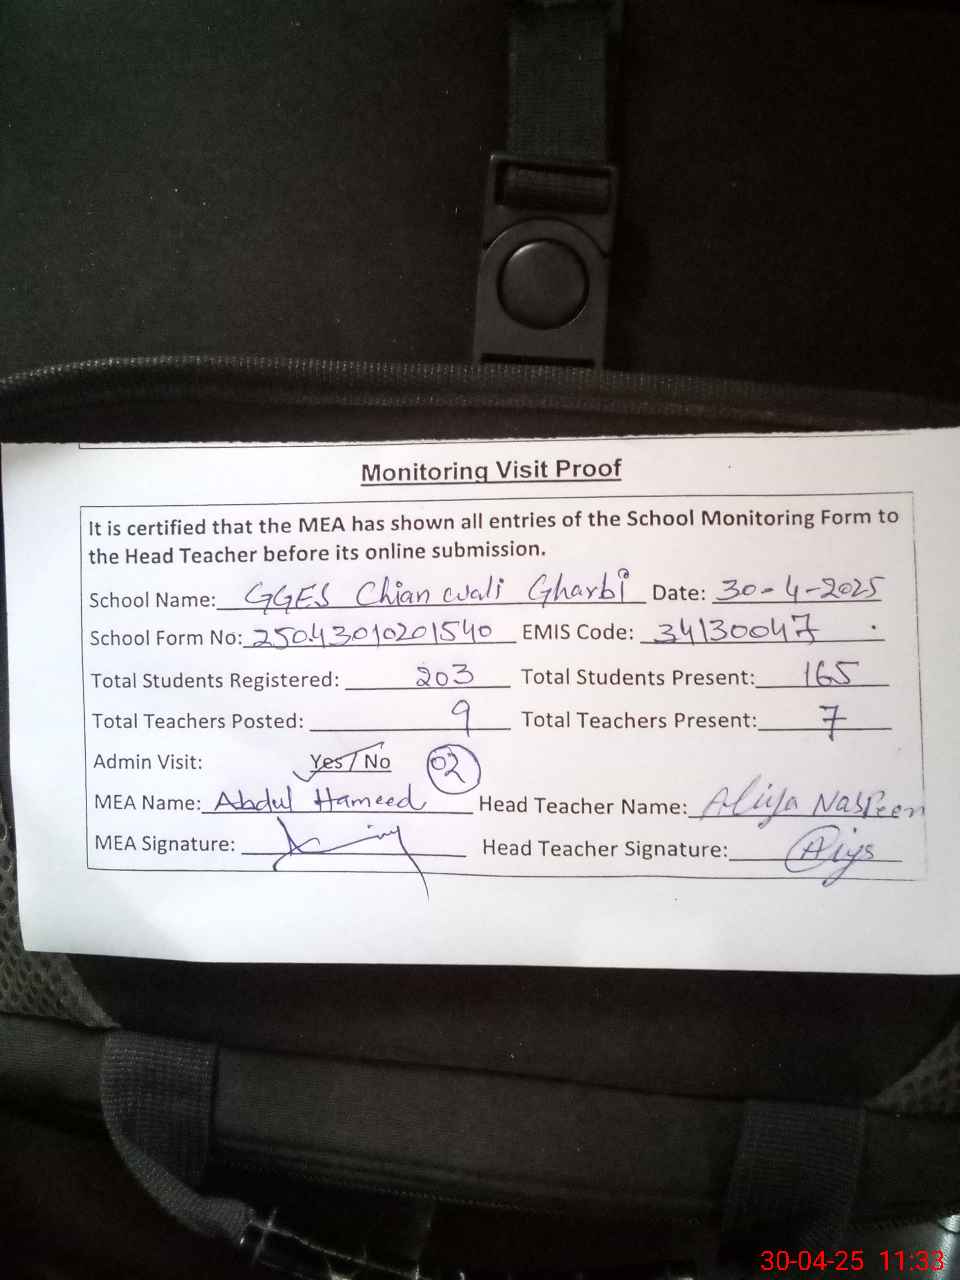 Monitoring Visit Proof
It is certified that the MEA has shown all entries of the School Monitoring Form to
the Head Teacher before its online submission.
School Name: GGES Chianwali Gharbi Date: 30-4-2025
School Form No: 25043010201540 EMIS Code: 34130047
Total Students Registered: 203 Total Students Present: 165
Total Teachers Posted: 9 Total Teachers Present: 7
Admin Visit: Yes / No 02
MEA Name: Abdul Hameed Head Teacher Name: Aliya Nasreen
MEA Signature: Head Teacher Signature:
30-04-25 11:33